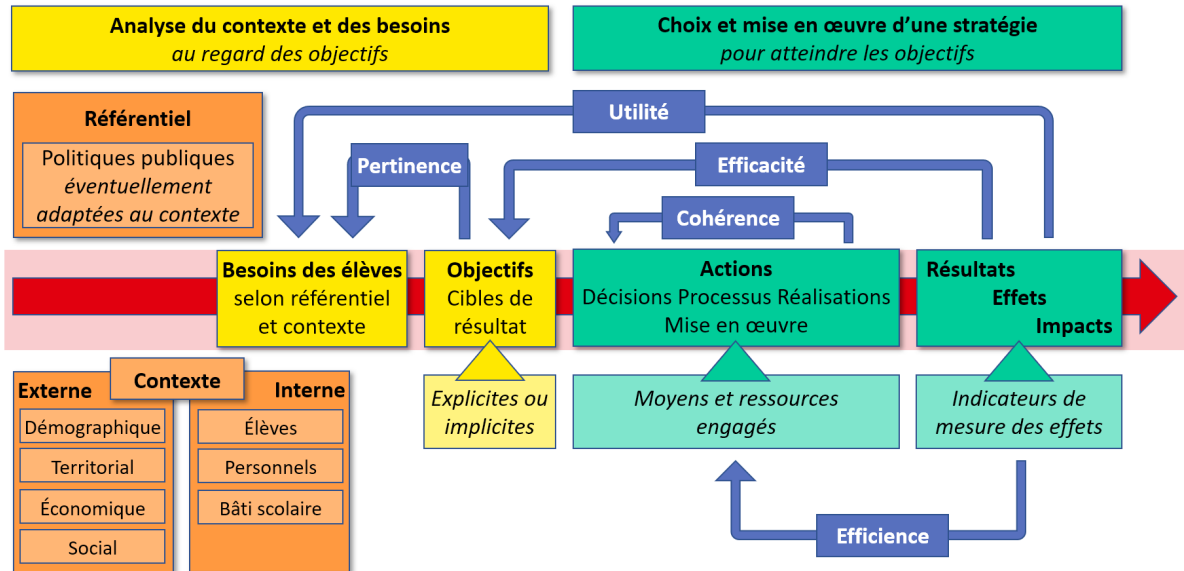 Analyse du contexte et des besoins
au regard des objectifs
Choix et mise en œuvre d’une stratégie
pour atteindre les objectifs
Référentiel
Politiques publiques
éventuellement
adaptées au contexte
Utilité
Pertinence
Efficacité
Cohérence
Besoins des élèves
selon référentiel
et contexte
Objectifs
Cibles de
résultat
Actions
Décisions Processus Réalisations
Mise en œuvre
Résultats
Effets
Impacts
Contexte
Externe
Démographique
Territorial
Économique
Social
Interne
Élèves
Personnels
Bâti scolaire
Explicites ou
implicites
Moyens et ressources
engagés
Indicateurs de
mesure des effets
Efficience